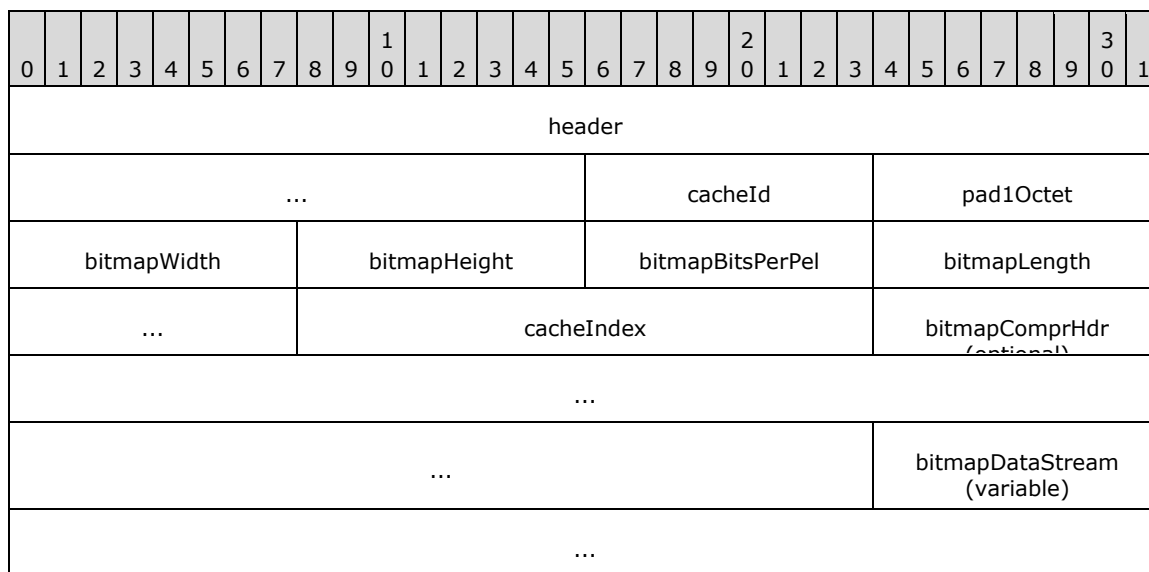 1 2 3
0 1 2 3 4 5 6 7 8 9 0 1 2 3 4 5 6 7 8 9 0 1 2 3 4 5 6 7 8 9 0 1
header
... cacheId pad1Octet
bitmapWidth bitmapHeight bitmapBitsPerPel bitmapLength
... cacheIndex bitmapComprHdr
(optional)
...
... bitmapDataStream
(variable)
...